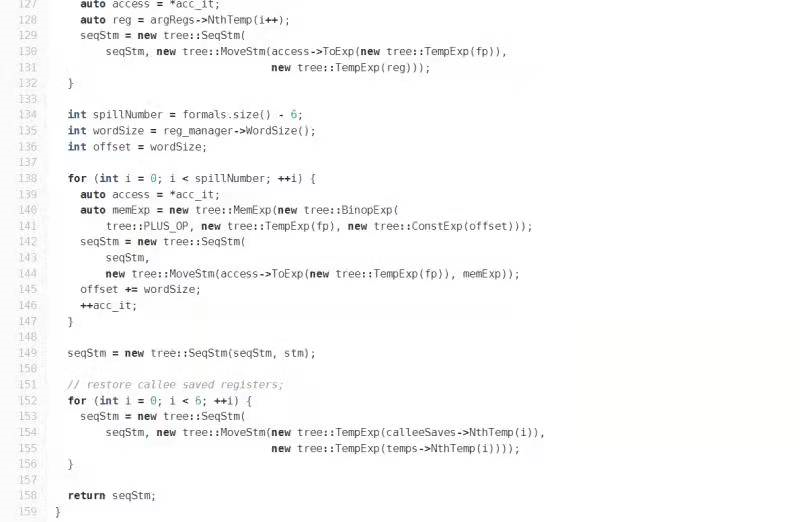 127 auto access = *acc_it;
128 auto reg = argRegs->NthTemp(i++);
129 seqStm = new tree::SeqStm(
130 seqStm, new tree::MoveStm(access->ToExp(new tree::TempExp(fp)),
131 new tree::TempExp(reg)));
132 }
133
134 int spillNumber = formals.size() - 6;
135 int wordSize = reg_manager->WordSize();
136 int offset = wordSize;
137
138 for (int i = 0; i < spillNumber; ++i) {
139 auto access = *acc_it;
140 auto memExp = new tree::MemExp(new tree::BinopExp(
141 tree::PLUS_OP, new tree::TempExp(fp), new tree::ConstExp(offset)));
142 seqStm = new tree::SeqStm(
143 seqStm,
144 new tree::MoveStm(access->ToExp(new tree::TempExp(fp)), memExp));
145 offset += wordSize;
146 ++acc_it;
147 }
148
149 seqStm = new tree::SeqStm(seqStm, stm);
150
151 // restore callee saved registers;
152 for (int i = 0; i < 6; ++i) {
153 seqStm = new tree::SeqStm(
154 seqStm, new tree::MoveStm(new tree::TempExp(calleeSaves->NthTemp(i)),
155 new tree::TempExp(temps->NthTemp(i))));
156 }
157
158 return seqStm;
159 }